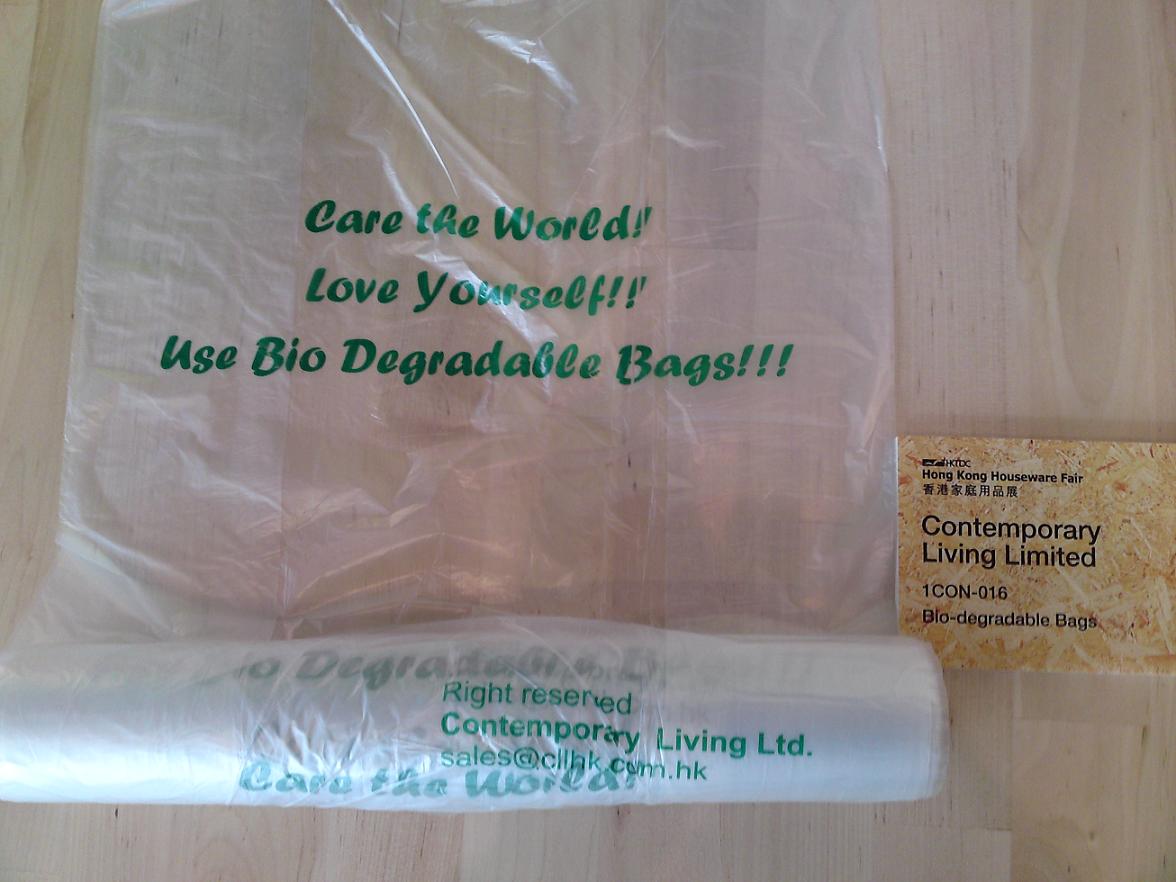 Care the World!
Love Yourself!!
Use Bio Degradable Bags!!!
HKTDC
Hong Kong Houseware Fair
香港家庭用品展
Contemporary
Living Limited
1CON-016
Bio-degradable Bags
io Degradable B
Right reserved
Contemporary Living Ltd.
sales@cllhk.com.hk
Care the World!